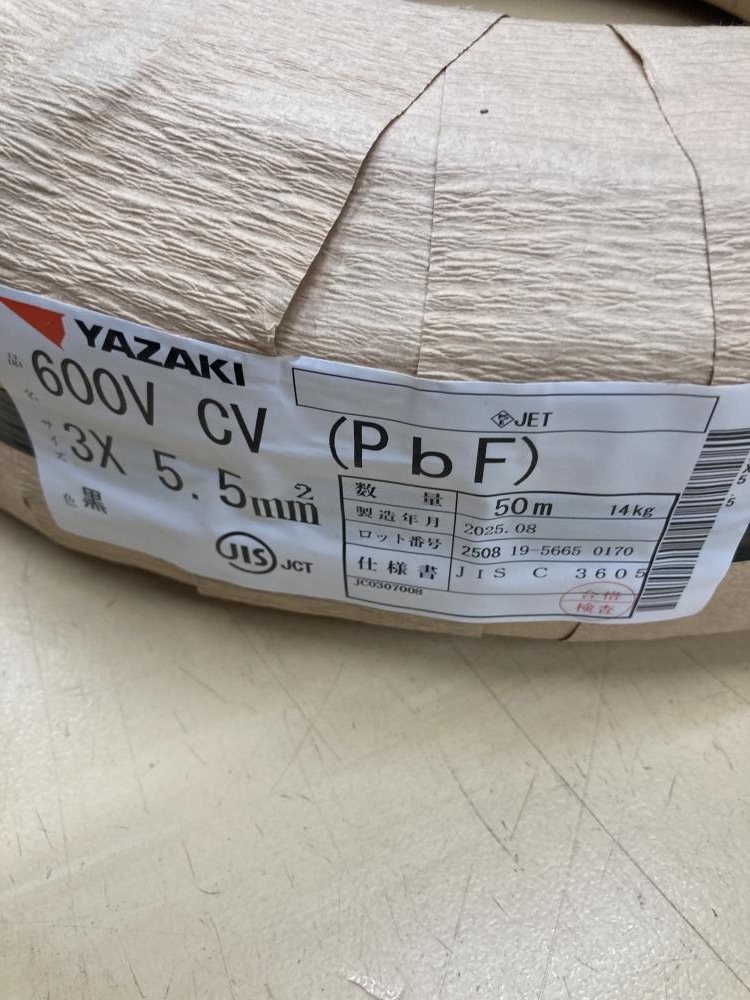 YAZAKI
品名 600V CV (PbF)
<PS>E JET
サイズ 3X 5.5mm²
色 黒
JIS JCT
数量 50m 14kg
製造年月 2025.08
ロット番号 2508 19-5665 0170
仕様書 JIS C 3605
JC0307008
合格
検査